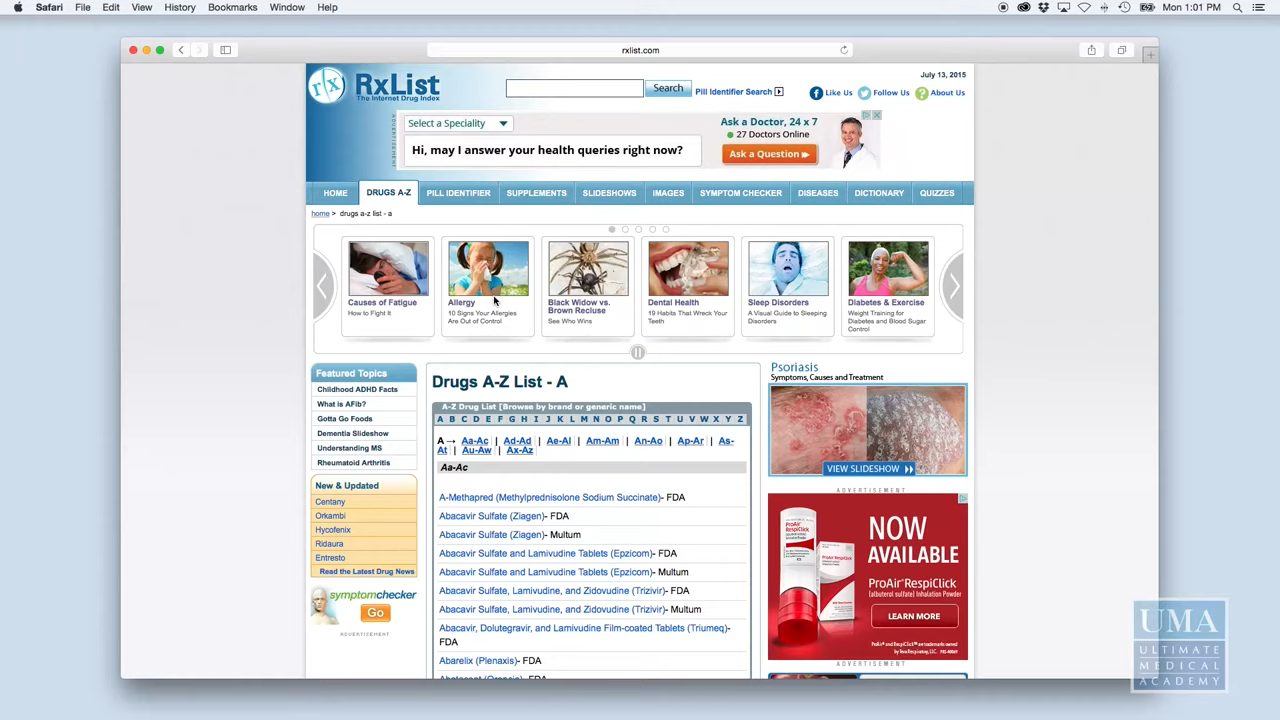 Safari File Edit View History Bookmarks Window Help
Mon 1:01 PM
rxlist.com
RxList
The Internet Drug Index
Search
Pill Identifier Search
July 13, 2015
Like Us Follow Us About Us
ADVERTISEMENT
Select a Speciality
Hi, may I answer your health queries right now?
Ask a Doctor, 24 x 7
27 Doctors Online
Ask a Question
HOME DRUGS A-Z PILL IDENTIFIER SUPPLEMENTS SLIDESHOWS IMAGES SYMPTOM CHECKER DISEASES DICTIONARY QUIZZES
home > drugs a-z list - a
Causes of Fatigue
How to Fight It
Allergy
10 Signs Your Allergies
Are Out of Control
Black Widow vs.
Brown Recluse
See Who Wins
Dental Health
19 Habits That Wreck Your
Teeth
Sleep Disorders
A Visual Guide to Sleeping
Disorders
Diabetes & Exercise
Weight Training for
Diabetes and Blood Sugar
Control
Featured Topics
Childhood ADHD Facts
What is AFib?
Gotta Go Foods
Dementia Slideshow
Understanding MS
Rheumatoid Arthritis
New & Updated
Centany
Orkambi
Hycofenix
Ridaura
Entresto
Read the Latest Drug News
symptomchecker
Go
ADVERTISEMENT
Drugs A-Z List - A
A-Z Drug List [Browse by brand or generic name]
A B C D E F G H I J K L M N O P Q R S T U V W X Y Z
A→ Aa-Ac | Ad-Ad | Ae-Al | Am-Am | An-Ao | Ap-Ar | As-
At | Au-Aw | Ax-Az
Aa-Ac
A-Methapred (Methylprednisolone Sodium Succinate)- FDA
Abacavir Sulfate (Ziagen)- FDA
Abacavir Sulfate (Ziagen)- Multum
Abacavir Sulfate and Lamivudine Tablets (Epzicom)- FDA
Abacavir Sulfate and Lamivudine Tablets (Epzicom)- Multum
Abacavir Sulfate, Lamivudine, and Zidovudine (Trizivir)- FDA
Abacavir Sulfate, Lamivudine, and Zidovudine (Trizivir)- Multum
Abacavir, Dolutegravir, and Lamivudine Film-coated Tablets (Triumeq)-
FDA
Abarelix (Plenaxis)- FDA
Psoriasis
Symptoms, Causes and Treatment
VIEW SLIDESHOW
ADVERTISEMENT
NOW
AVAILABLE
ProAir RespiClick
(albuterol sulfate) Inhalation Powder
LEARN MORE
ADVERTISEMENT
UMA
ULTIMATE
MEDICAL
ACADEMY